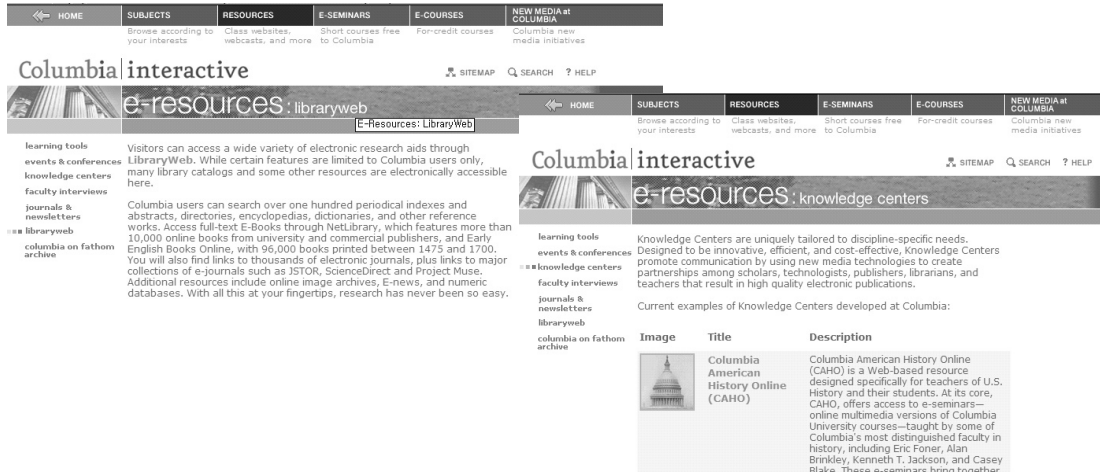 HOME SUBJECTS RESOURCES E-SEMINARS E-COURSES NEW MEDIA at
COLUMBIA
Browse according to Class websites, Short courses free For-credit courses Columbia new
your interests webcasts, and more to Columbia media initiatives
Columbia interactive
SITEMAP SEARCH ? HELP
e-resources: libraryweb
E-Resources: LibraryWeb
learning tools
events & conferences
knowledge centers
faculty interviews
journals &
newsletters
libraryweb
columbia on fathom
archive
Visitors can access a wide variety of electronic research aids through
LibraryWeb. While certain features are limited to Columbia users only,
many library catalogs and some other resources are electronically accessible
here.
Columbia users can search over one hundred periodical indexes and
abstracts, directories, encyclopedias, dictionaries, and other reference
works. Access full-text E-Books through NetLibrary, which features more than
10,000 online books from university and commercial publishers, and Early
English Books Online, with 96,000 books printed between 1475 and 1700.
You will also find links to thousands of electronic journals, plus links to major
collections of e-journals such as JSTOR, ScienceDirect and Project Muse.
Additional resources include online image archives, E-news, and numeric
databases. With all this at your fingertips, research has never been so easy.
HOME SUBJECTS RESOURCES E-SEMINARS E-COURSES NEW MEDIA at
COLUMBIA
Browse according to Class websites, Short courses free For-credit courses Columbia new
your interests webcasts, and more to Columbia media initiatives
Columbia interactive
SITEMAP SEARCH ? HELP
e-resources: knowledge centers
learning tools
events & conferences
knowledge centers
faculty interviews
journals &
newsletters
libraryweb
columbia on fathom
archive
Knowledge Centers are uniquely tailored to discipline-specific needs.
Designed to be innovative, efficient, and cost-effective, Knowledge Centers
promote communication by using new media technologies to create
partnerships among scholars, technologists, publishers, librarians, and
teachers that result in high quality electronic publications.
Current examples of Knowledge Centers developed at Columbia:
Image Title Description
Columbia
American
History Online
(CAHO)
Columbia American History Online
(CAHO) is a Web-based resource
designed specifically for teachers of U.S.
History and their students. At its core,
CAHO, offers access to e-seminars—
online multimedia versions of Columbia
University courses—taught by some of
Columbia's most distinguished faculty in
history, including Eric Foner, Alan
Brinkley, Kenneth T. Jackson, and Casey
Blake. These e-seminars bring together